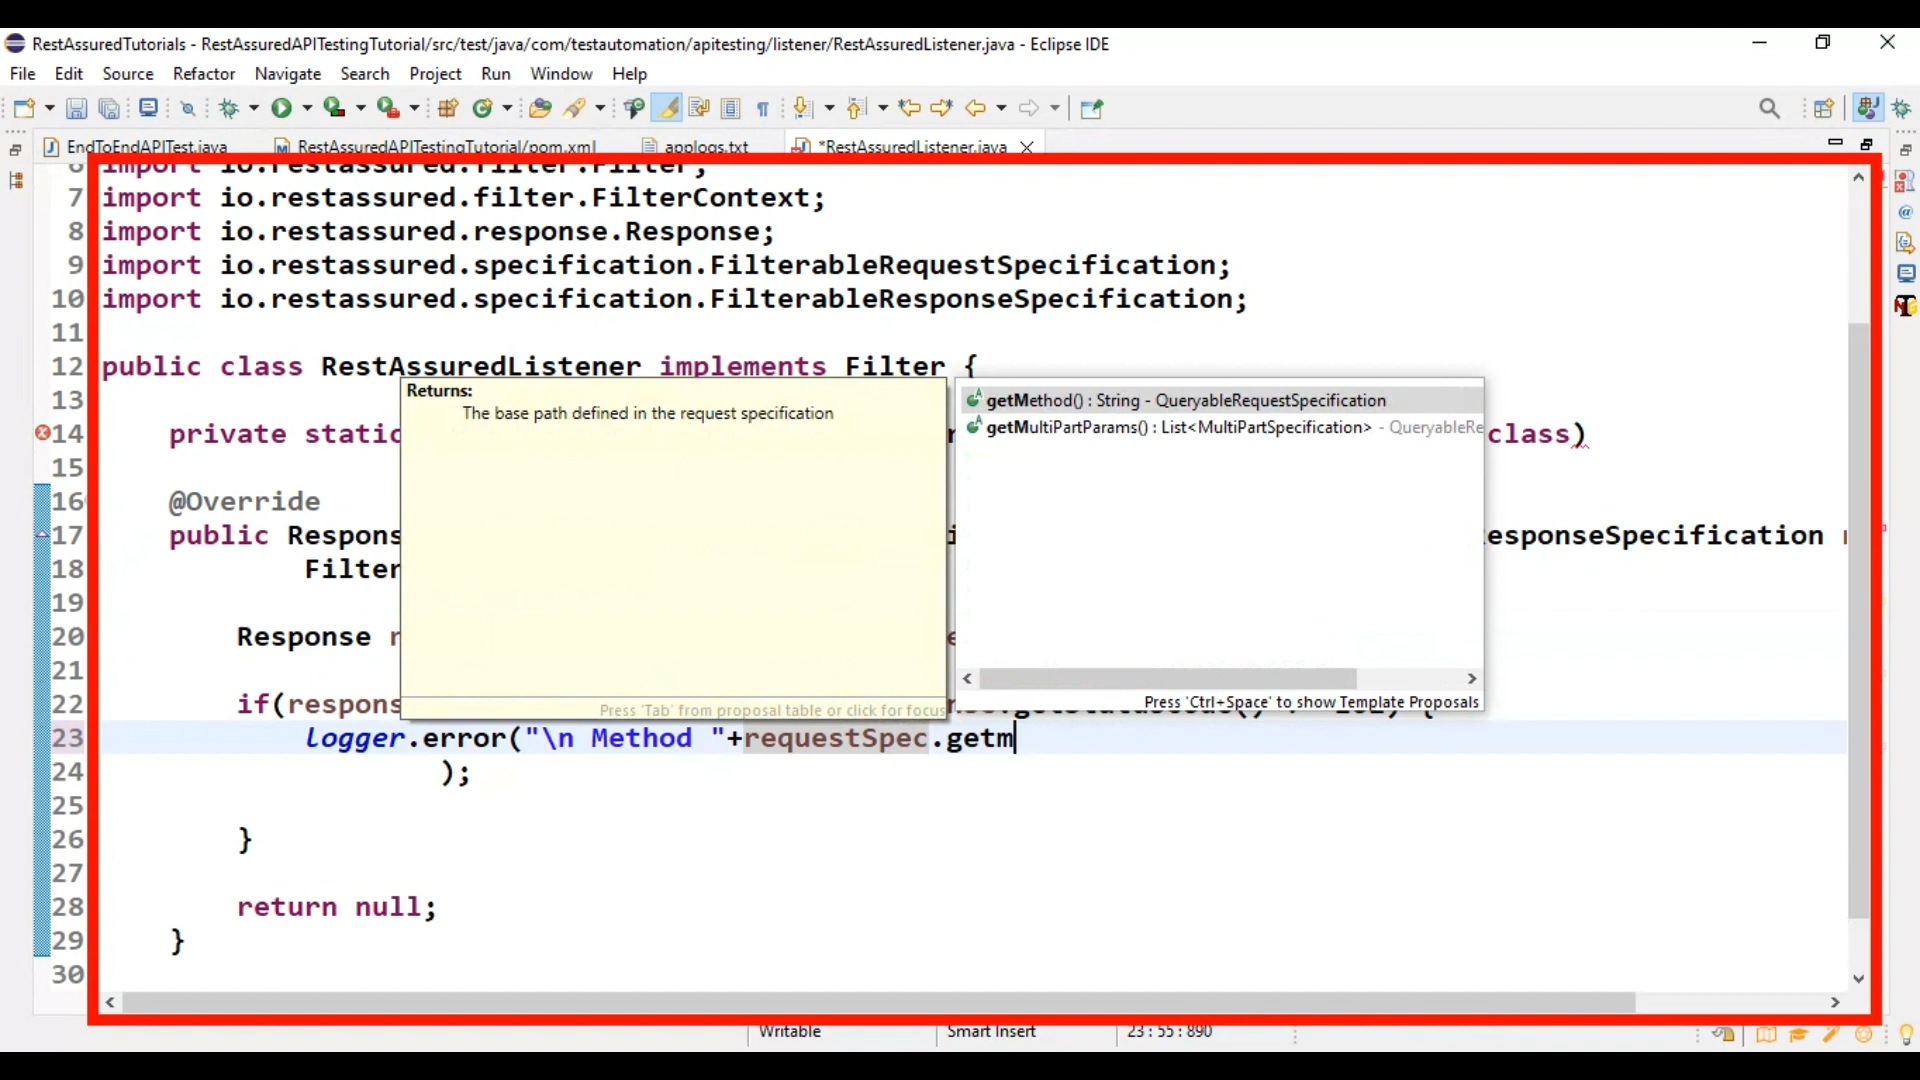 RestAssuredTutorials - RestAssuredAPITestingTutorial/src/test/java/com/testautomation/apitesting/listener/RestAssuredListener.java - Eclipse IDE
File Edit Source Refactor Navigate Search Project Run Window Help
EndToEndAPITest.java RestAssuredAPITestingTutorial/pom.xml applogs.txt *RestAssuredListener.java
6 import io.restassured.filter.Filter;
7 import io.restassured.filter.FilterContext;
8 import io.restassured.response.Response;
9 import io.restassured.specification.FilterableRequestSpecification;
10 import io.restassured.specification.FilterableResponseSpecification;
11
12 public class RestAssuredListener implements Filter {
13
14 private static class)
15
16 @Override
17 public Respons esponseSpecification
18 Filter
19
20 Response
21
22 if(respons
23 logger.error("\n Method "+requestSpec.getm
24 );
25
26 }
27
28 return null;
29 }
30
Returns:
The base path defined in the request specification
Press 'Tab' from proposal table or click for focus
getMethod() : String - QueryableRequestSpecification
getMultiPartParams() : List<MultiPartSpecification> - QueryableRe
Press 'Ctrl+Space' to show Template Proposals
Writable Smart Insert 23 : 55 : 890